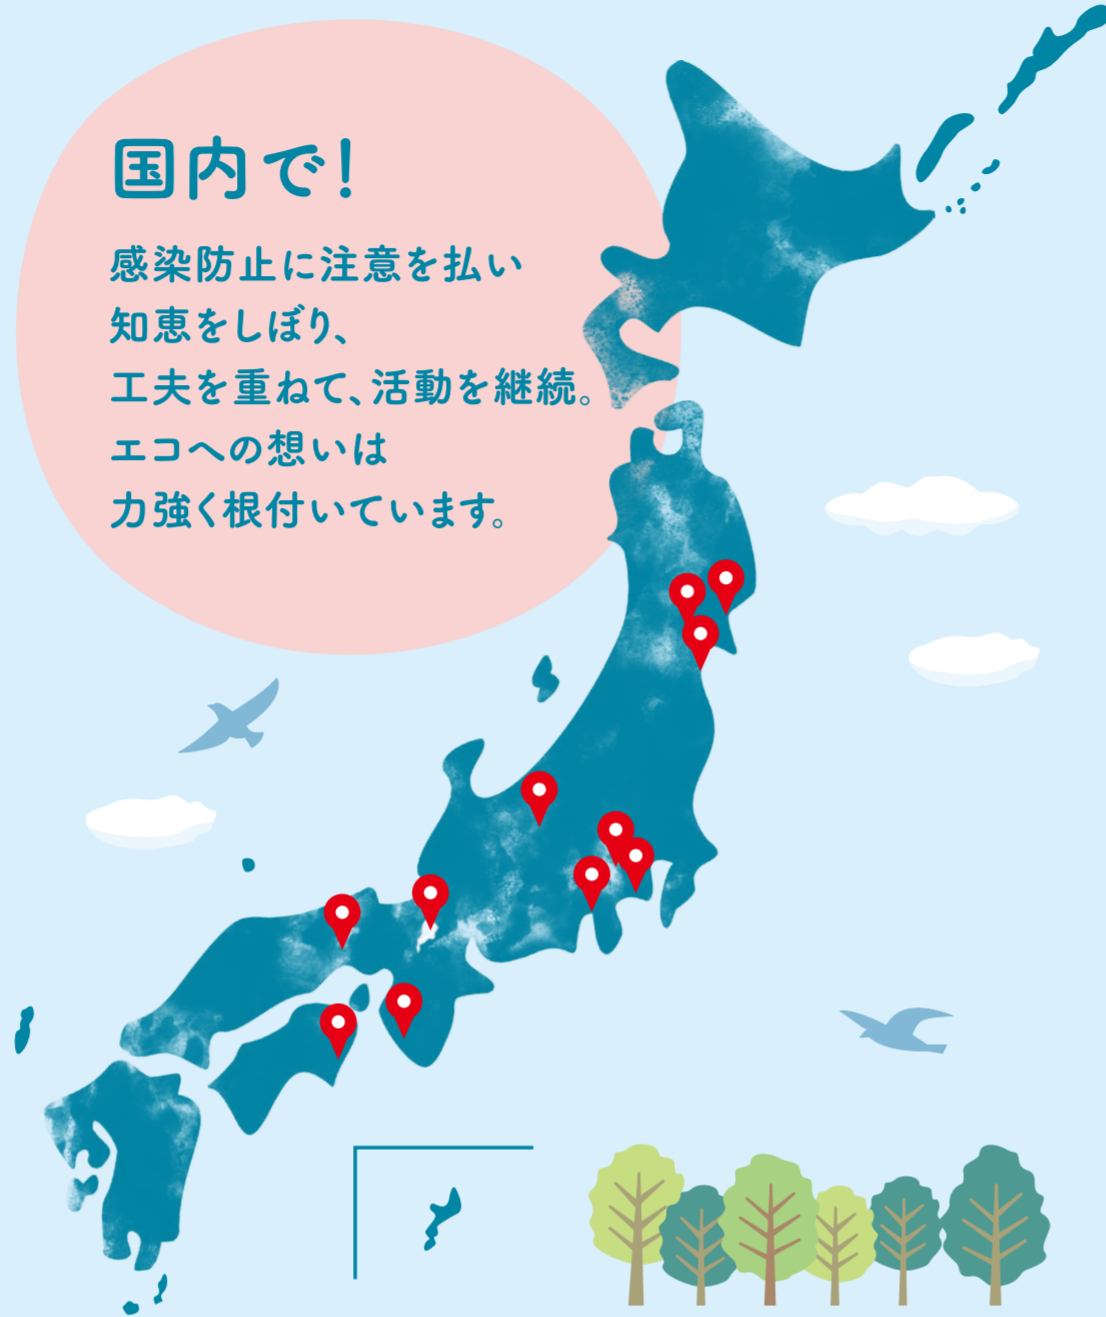 国内で!
感染防止に注意を払い
知恵をしぼり、
工夫を重ねて、活動を継続。
エコへの想いは
力強く根付いています。